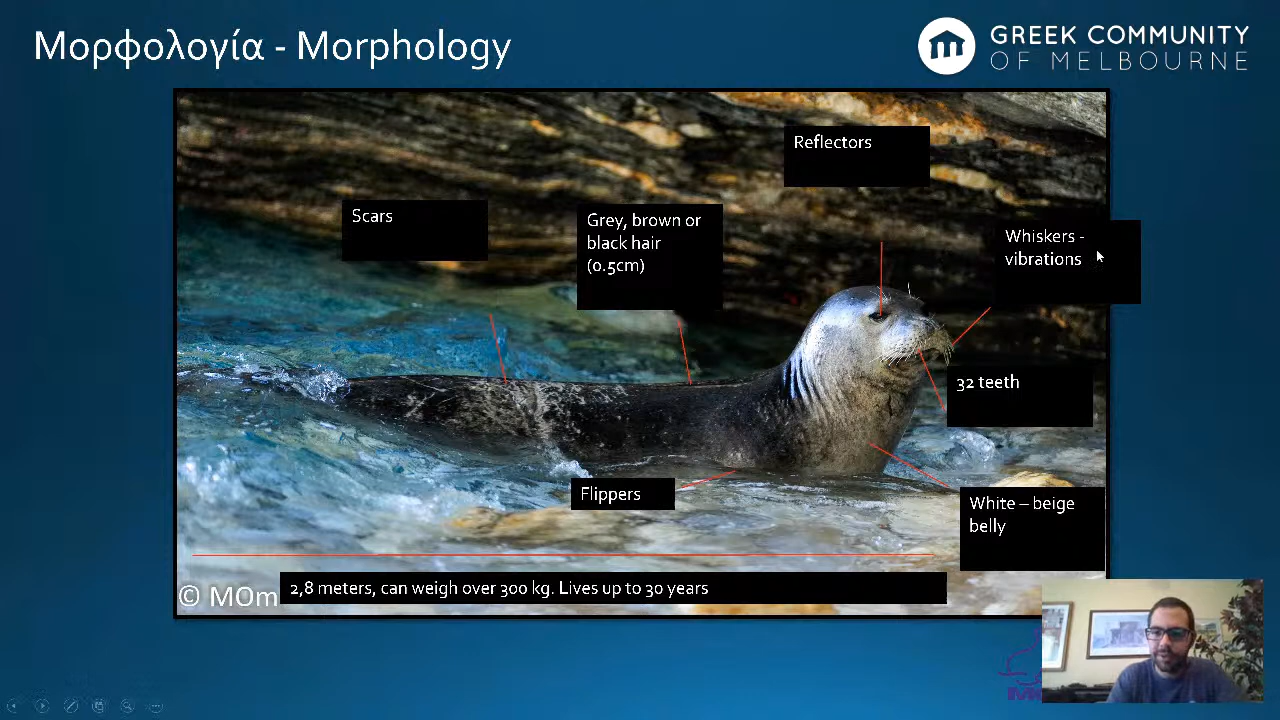 Μορφολογία - Morphology
GREEK COMMUNITY
OF MELBOURNE
Reflectors
Scars
Grey, brown or
black hair
(0.5cm)
Whiskers -
vibrations
32 teeth
Flippers
White – beige
belly
2,8 meters, can weigh over 300 kg. Lives up to 30 years
© MOm